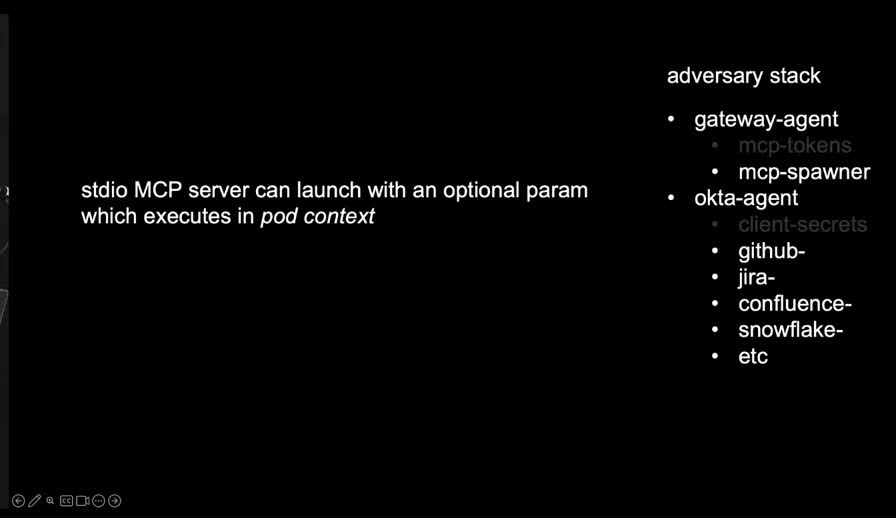 stdio MCP server can launch with an optional param
which executes in pod context
adversary stack
• gateway-agent
• mcp-tokens
• mcp-spawner
• okta-agent
• client-secrets
• github-
• jira-
• confluence-
• snowflake-
• etc
CC